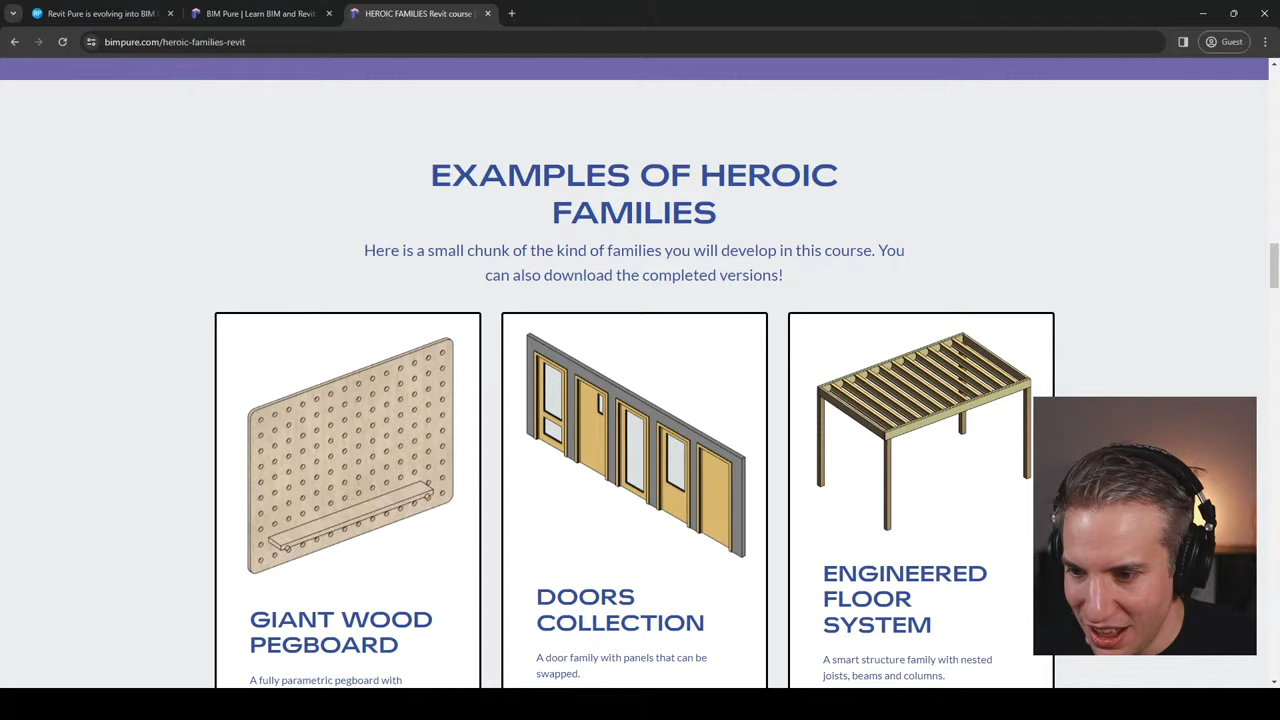 RP Revit Pure is evolving into BIM
BIM Pure | Learn BIM and Revit
HEROIC FAMILIES Revit course |
bimpure.com/heroic-families-revit
Guest
EXAMPLES OF HEROIC
FAMILIES
Here is a small chunk of the kind of families you will develop in this course. You
can also download the completed versions!
GIANT WOOD
PEGBOARD
A fully parametric pegboard with
DOORS
COLLECTION
A door family with panels that can be
swapped.
ENGINEERED
FLOOR
SYSTEM
A smart structure family with nested
joists, beams and columns.